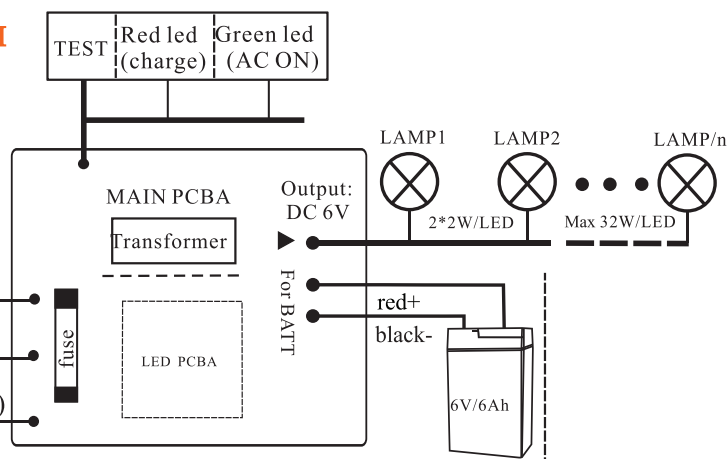 TEST
Red led
(charge)
Green led
(AC ON)
LAMP1
LAMP2
LAMP/n
MAIN PCBA
Output:
DC 6V
Transformer
2*2W/LED
Max 32W/LED
For BATT
red+
black-
fuse
LED PCBA
6V/6Ah
)